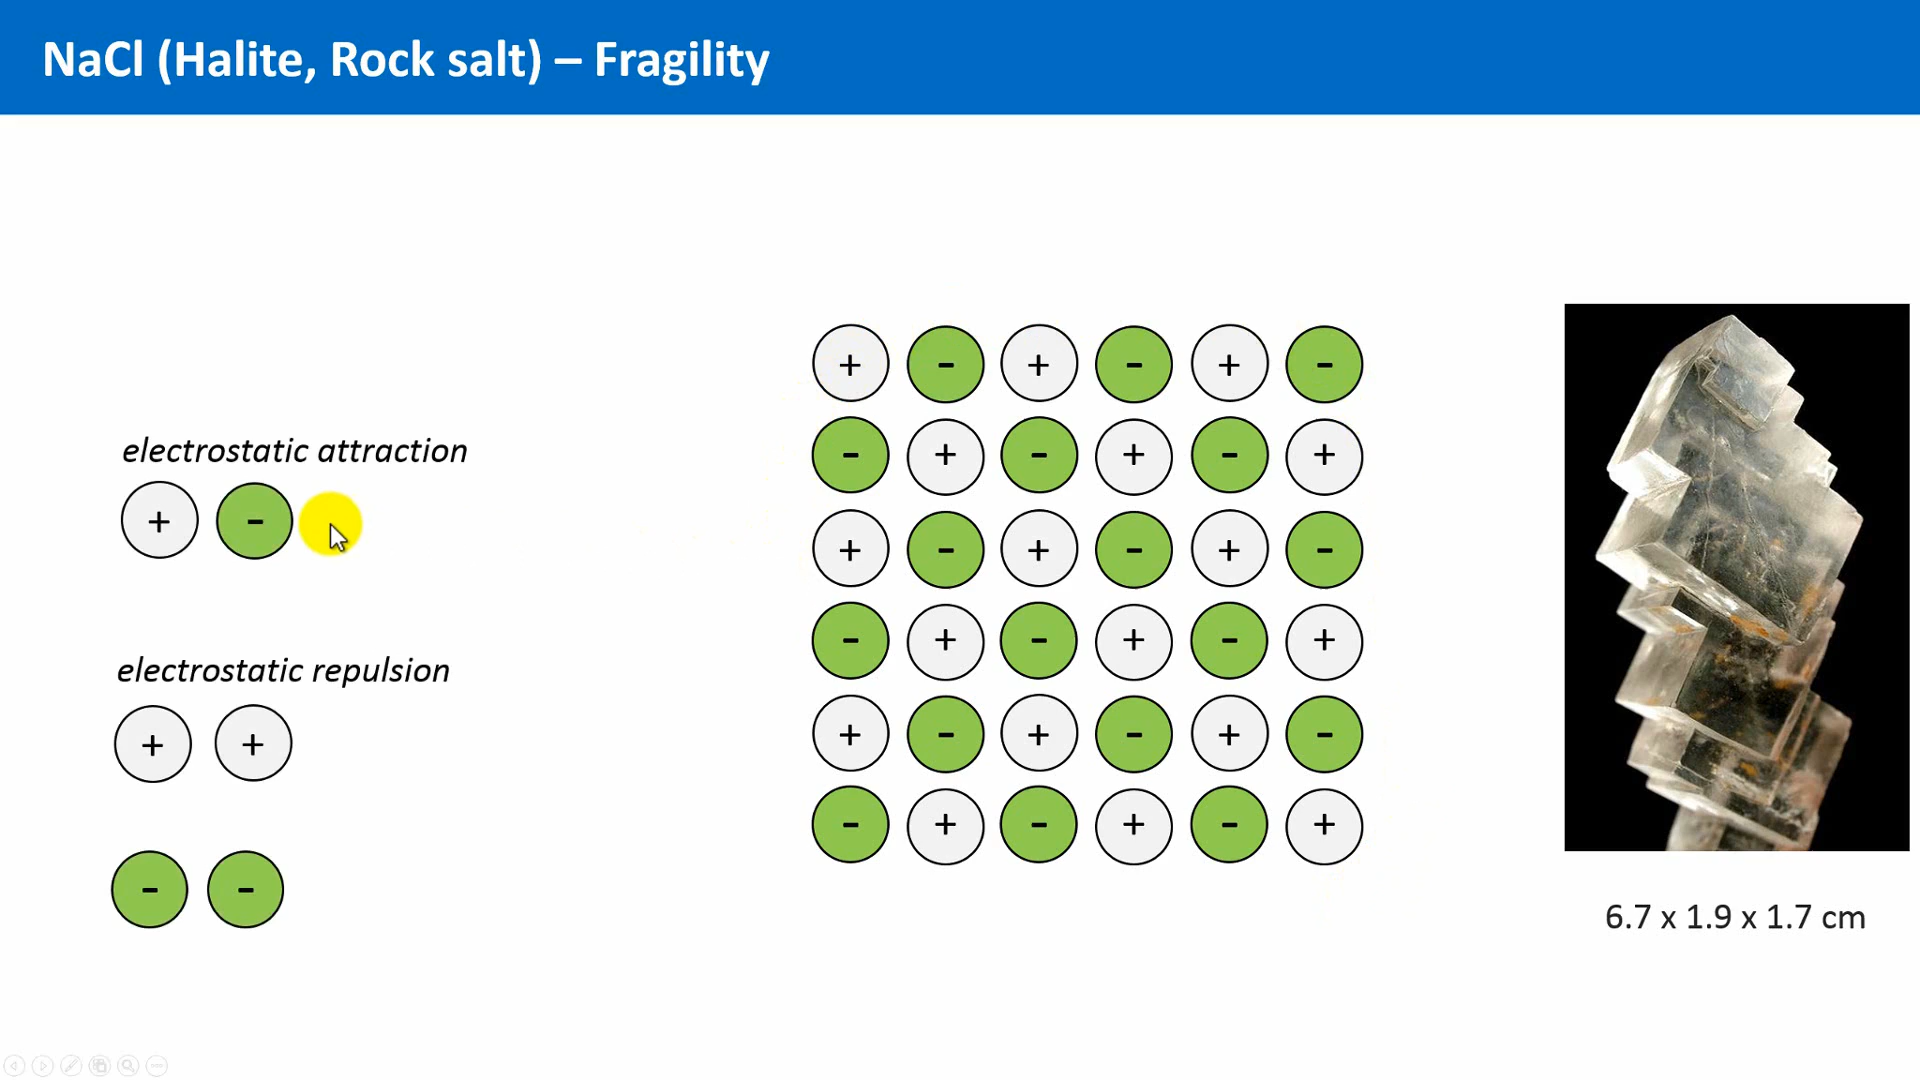 NaCl (Halite, Rock salt) – Fragility
electrostatic attraction
+ -
electrostatic repulsion
+ +
- -
+ - + - + -
- + - + - +
+ - + - + -
- + - + - +
+ - + - + -
- + - + - +
6.7 x 1.9 x 1.7 cm